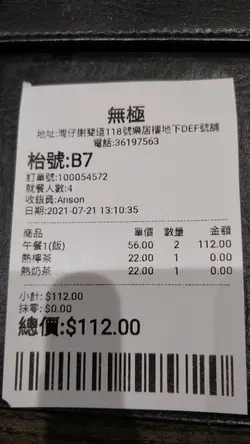 無極
地址:灣仔謝斐道118號樂居樓地下DEF號舖
電話:36197563
枱號:B7
訂單號:100054572
就餐人數:4
收銀員:Anson
日期:2021-07-21 13:10:35
商品 單價 數量 金額
午餐1(飯) 56.00 2 112.00
熱檸茶 22.00 1 0.00
熱奶茶 22.00 1 0.00
小計: $112.00
抹零: $0.00
總價:$112.00